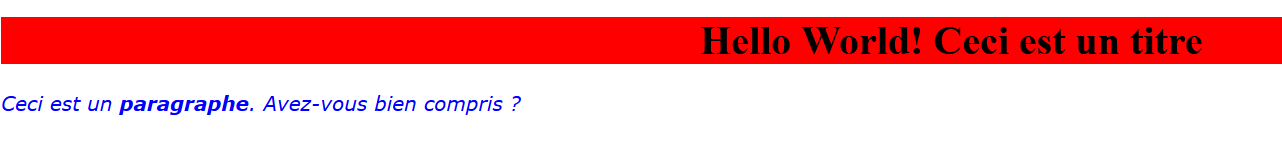 Hello World! Ceci est un titre
Ceci est un paragraphe. Avez-vous bien compris ?